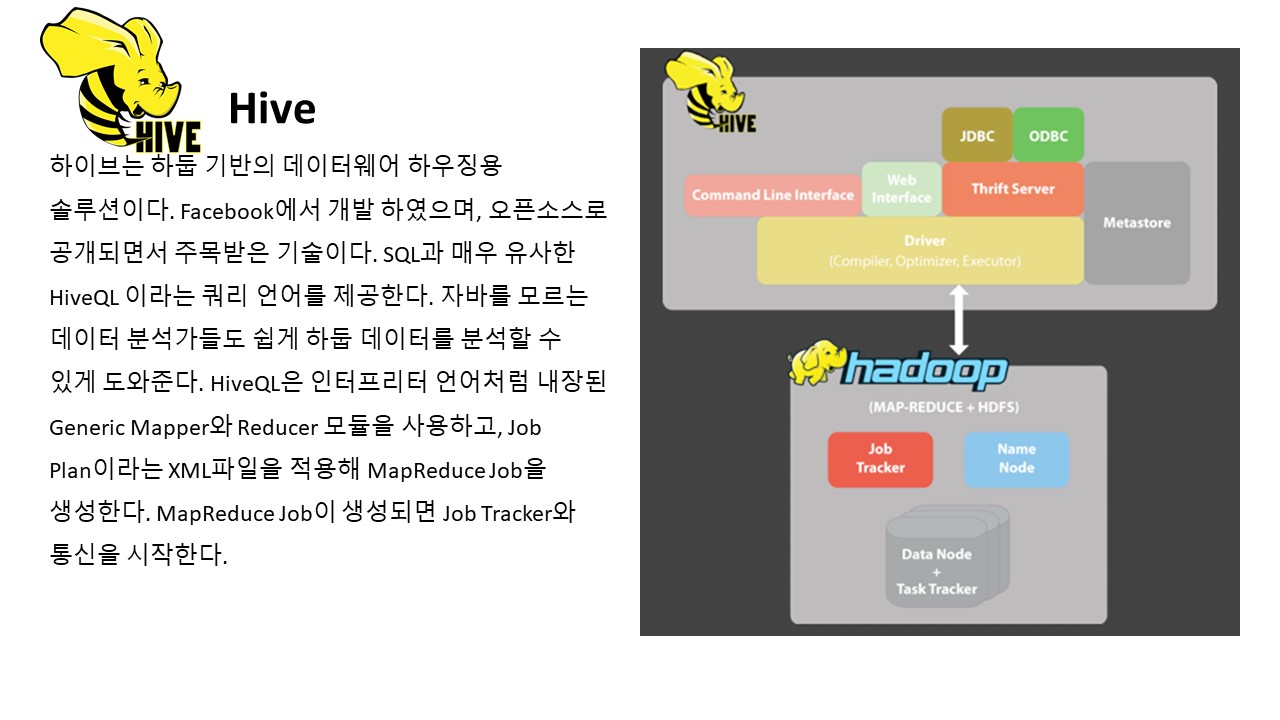 HIVE
Hive
하이브는 하둡 기반의 데이터웨어 하우징용
솔루션이다. Facebook에서 개발 하였으며, 오픈소스로
공개되면서 주목받은 기술이다. SQL과 매우 유사한
HiveQL 이라는 쿼리 언어를 제공한다. 자바를 모르는
데이터 분석가들도 쉽게 하둡 데이터를 분석할 수
있게 도와준다. HiveQL은 인터프리터 언어처럼 내장된
Generic Mapper와 Reducer 모듈을 사용하고, Job
Plan이라는 XML파일을 적용해 MapReduce Job을
생성한다. MapReduce Job이 생성되면 Job Tracker와
통신을 시작한다.
HIVE
JDBC
ODBC
Command Line Interface
Web
Interface
Thrift Server
Metastore
Driver
(Compiler, Optimizer, Executor)
hadoop
(MAP-REDUCE + HDFS)
Job
Tracker
Name
Node
Data Node
+
Task Tracker